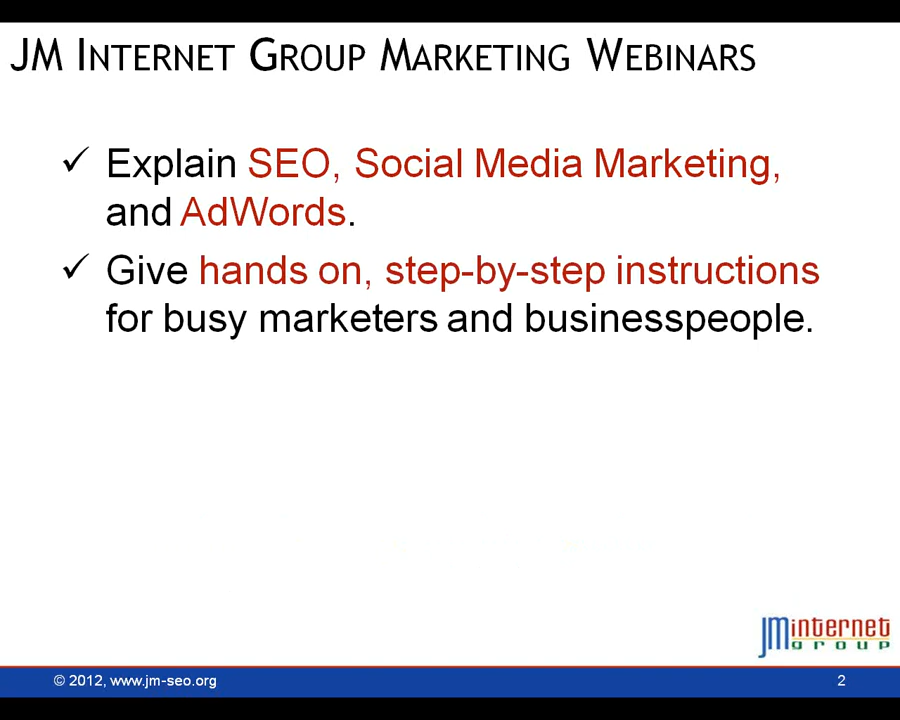 JM INTERNET GROUP MARKETING WEBINARS
✓ Explain SEO, Social Media Marketing,
and AdWords.
✓ Give hands on, step-by-step instructions
for busy marketers and businesspeople.
JMinternet
group
© 2012, www.jm-seo.org 2